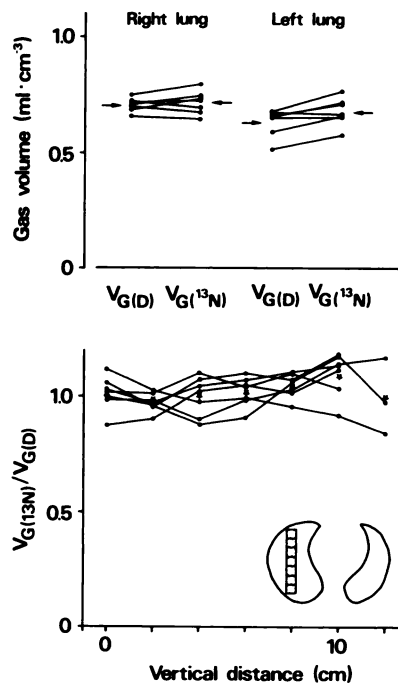 Right lung Left lung
1.0
0.5
0
Gas volume (ml·cm⁻³)
V_G(D) V_G(¹³N) V_G(D) V_G(¹³N)
1.0
0.5
0
V_G(13N)/V_G(D)
0 10
Vertical distance (cm)